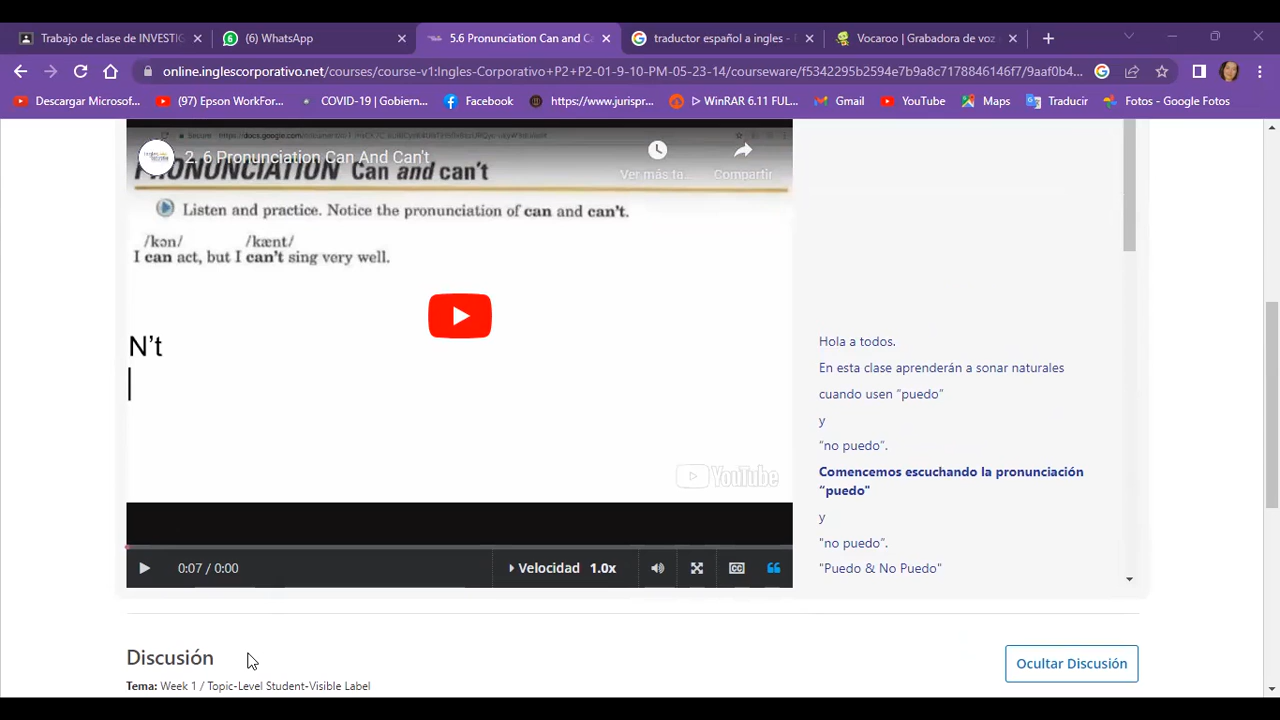 Trabajo de clase de INVESTIG
(6) WhatsApp
5.6 Pronunciation Can and Ca
traductor español a ingles -
Vocaroo | Grabadora de voz
online.inglescorporativo.net/courses/course-v1:Ingles-Corporativo+P2+P2-01-9-10-PM-05-23-14/courseware/f5342295b2594e7b9a8c7178846146f7/9aaf0b4...
Descargar Microsof...
(97) Epson WorkFor...
COVID-19 | Gobiern...
Facebook
https://www.jurispr...
WinRAR 6.11 FUL...
Gmail
YouTube
Maps
Traducir
Fotos - Google Fotos
2. 6 Pronunciation Can And Can't
Ver más ta...
Compartir
PRONUNCIATION Can and can't
Listen and practice. Notice the pronunciation of can and can't.
/kən/ /kænt/
I can act, but I can't sing very well.
N't
YouTube
0:07 / 0:00
Velocidad 1.0x
Hola a todos.
En esta clase aprenderán a sonar naturales
cuando usen “puedo”
y
“no puedo”.
Comencemos escuchando la pronunciación
“puedo"
y
"no puedo”.
"Puedo & No Puedo"
Discusión
Ocultar Discusión
Tema: Week 1 / Topic-Level Student-Visible Label